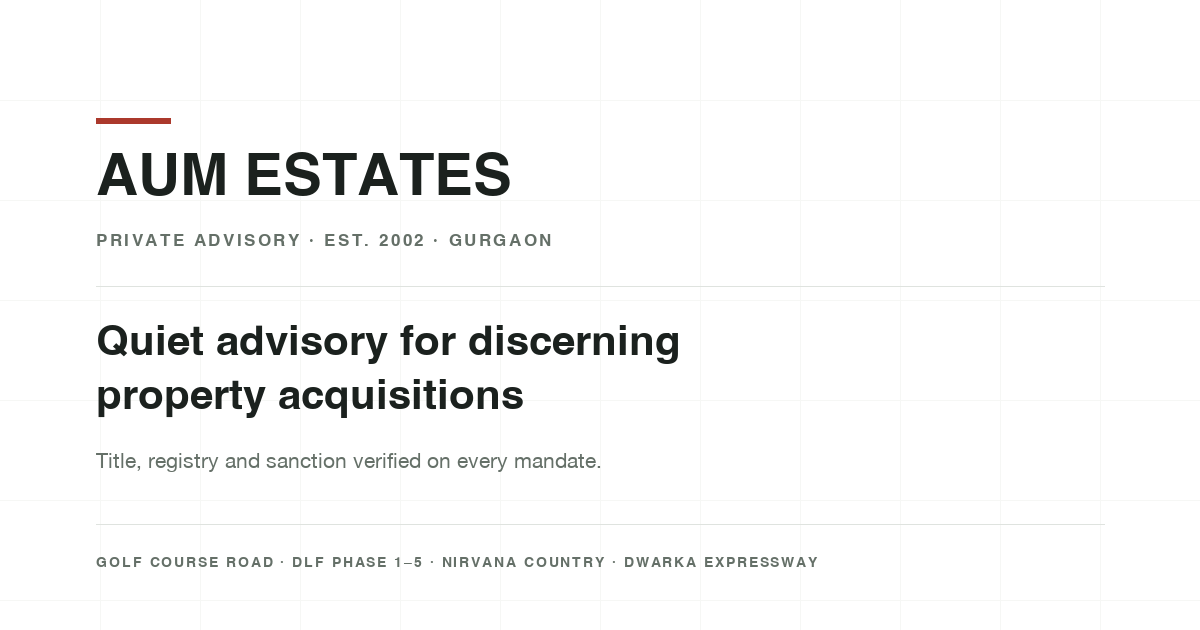 AUM ESTATES
PRIVATE ADVISORY · EST. 2002 · GURGAON
Quiet advisory for discerning
property acquisitions
Title, registry and sanction verified on every mandate.
GOLF COURSE ROAD · DLF PHASE 1–5 · NIRVANA COUNTRY · DWARKA EXPRESSWAY